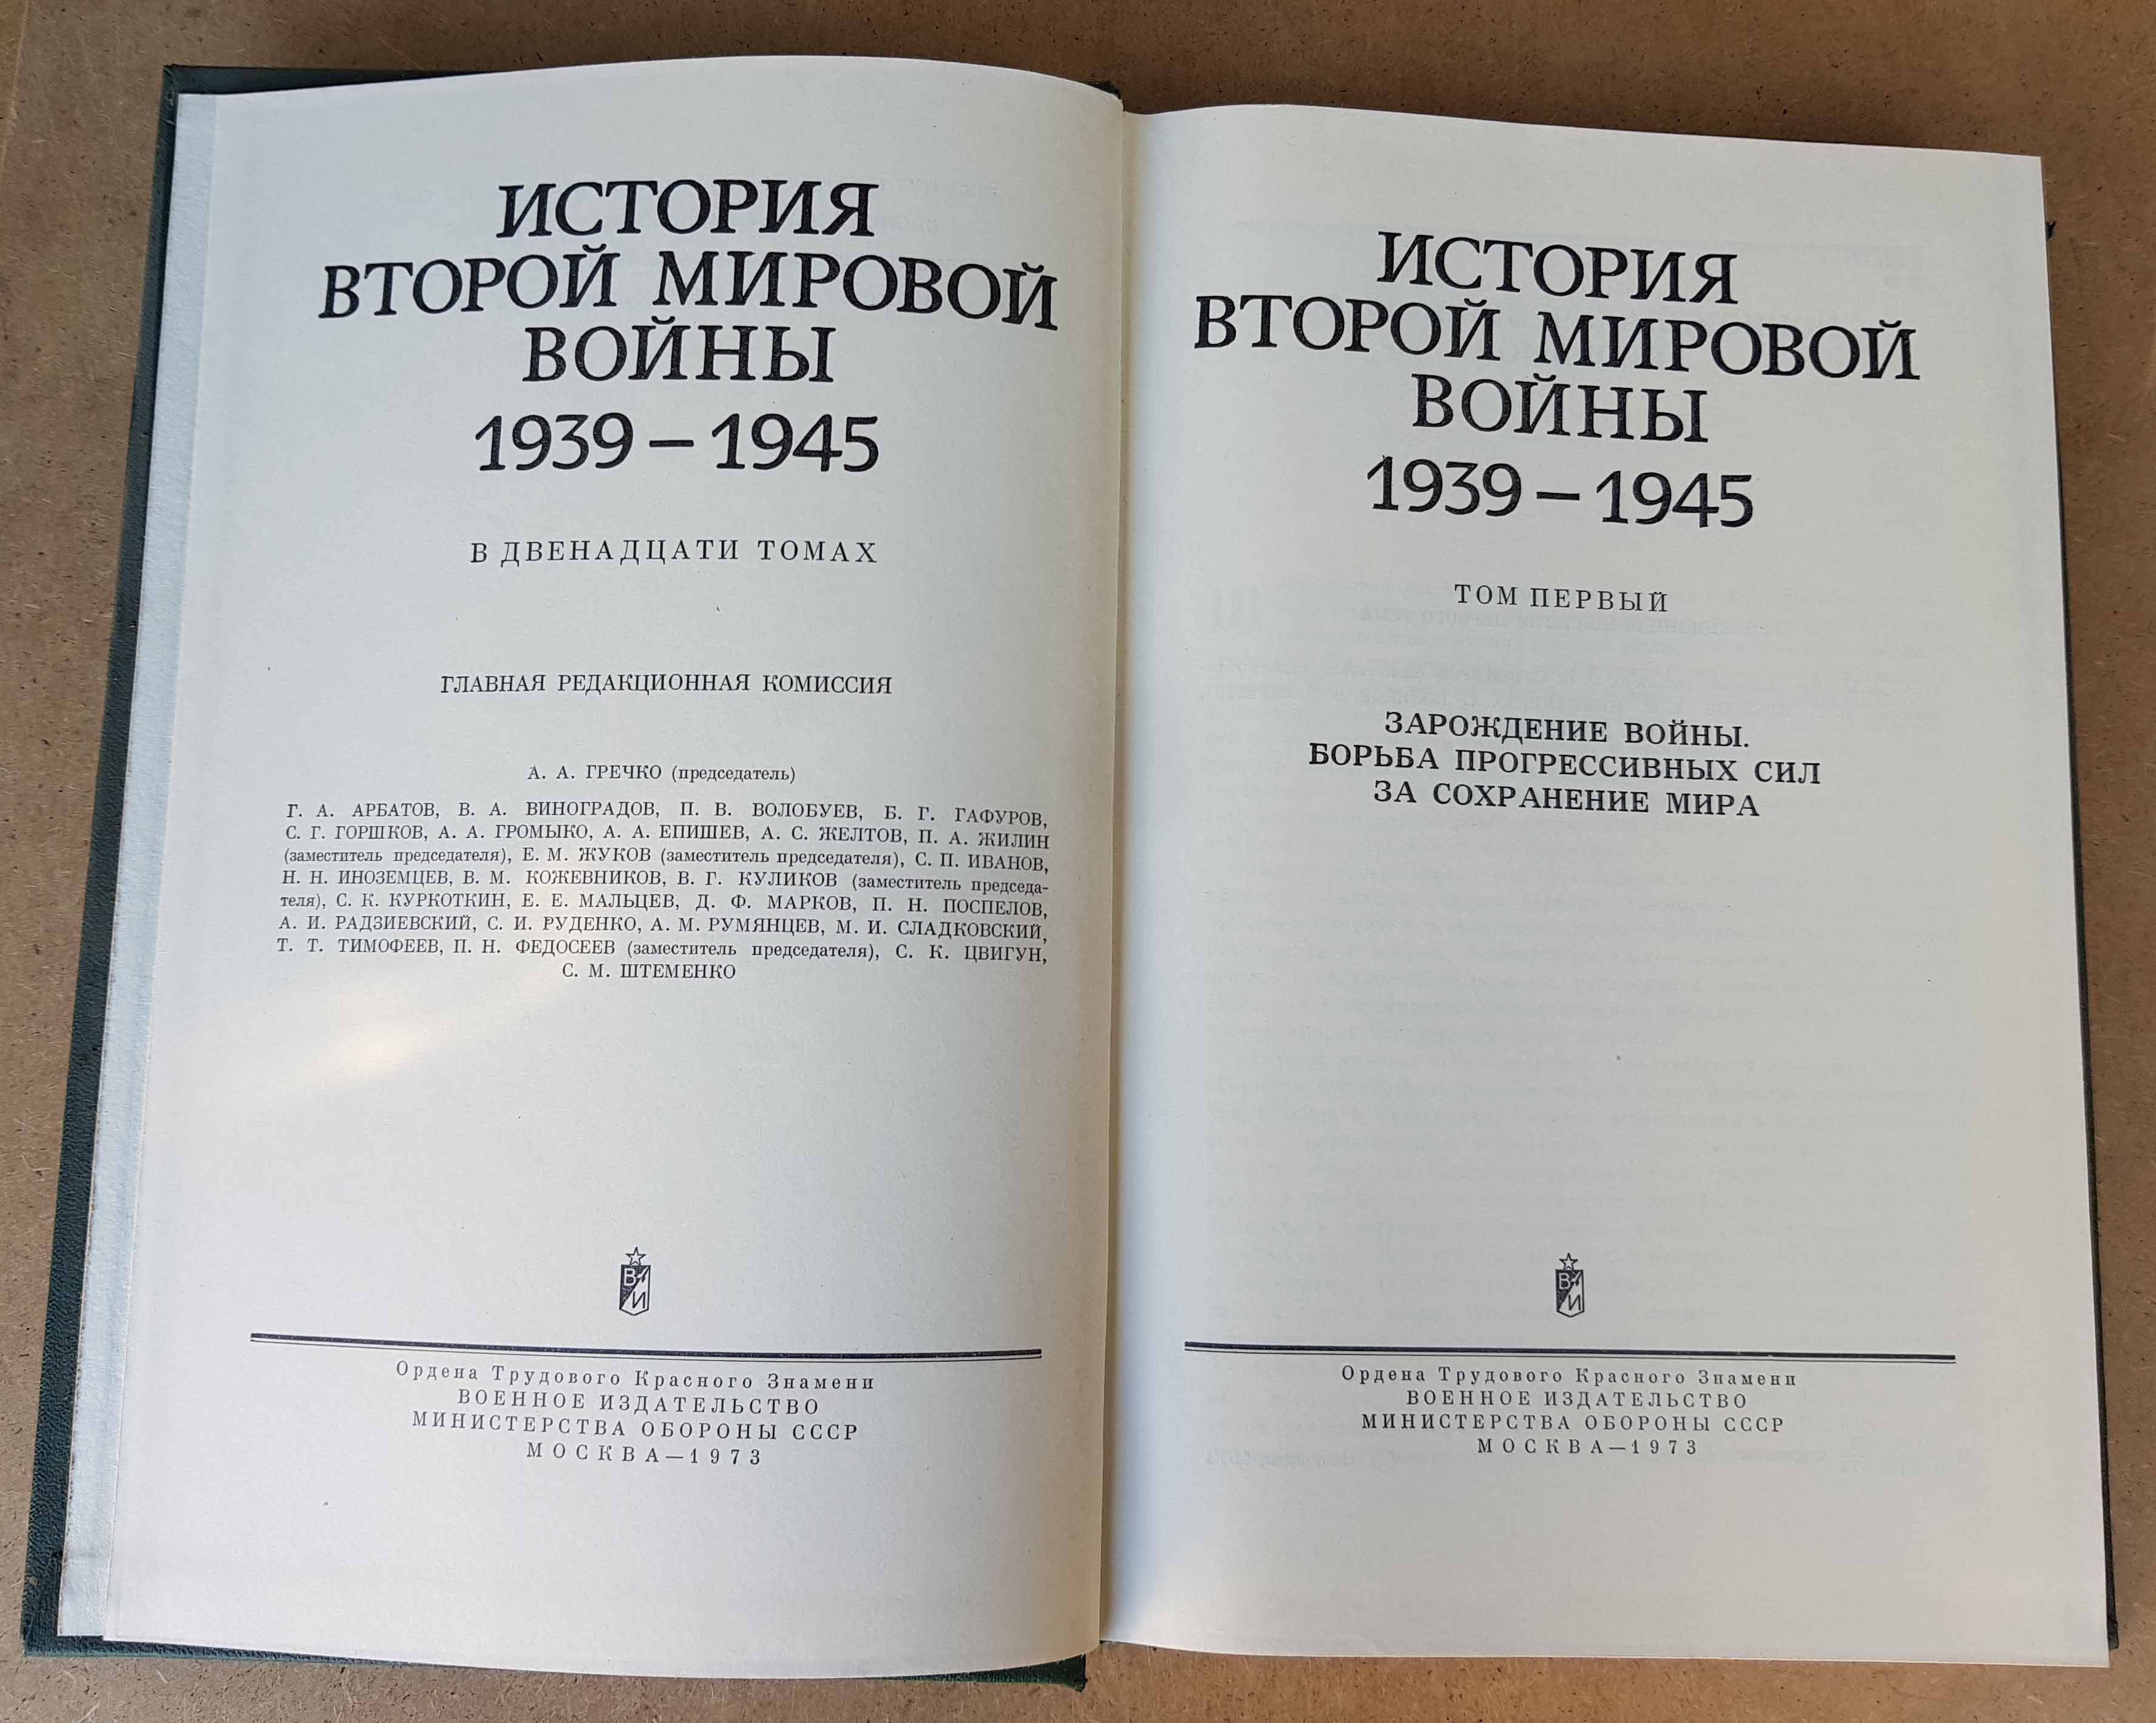 ИСТОРИЯ
ВТОРОЙ МИРОВОЙ
ВОЙНЫ
1939 – 1945
В ДВЕНАДЦАТИ ТОМАХ
ГЛАВНАЯ РЕДАКЦИОННАЯ КОМИССИЯ
А. А. ГРЕЧКО (председатель)
Г. А. АРБАТОВ, В. А. ВИНОГРАДОВ, П. В. ВОЛОБУЕВ, Б. Г. ГАФУРОВ,
С. Г. ГОРШКОВ, А. А. ГРОМЫКО, А. А. ЕПИШЕВ, А. С. ЖЕЛТОВ, П. А. ЖИЛИН
(заместитель председателя), Е. М. ЖУКОВ (заместитель председателя), С. П. ИВАНОВ,
Н. Н. ИНОЗЕМЦЕВ, В. М. КОЖЕВНИКОВ, В. Г. КУЛИКОВ (заместитель председа-
теля), С. К. КУРКОТКИН, Е. Е. МАЛЬЦЕВ, Д. Ф. МАРКОВ, П. Н. ПОСПЕЛОВ,
А. И. РАДЗИЕВСКИЙ, С. И. РУДЕНКО, А. М. РУМЯНЦЕВ, М. И. СЛАДКОВСКИЙ,
Т. Т. ТИМОФЕЕВ, П. Н. ФЕДОСЕЕВ (заместитель председателя), С. К. ЦВИГУН,
С. М. ШТЕМЕНКО
В
И
Ордена Трудового Красного Знамени
ВОЕННОЕ ИЗДАТЕЛЬСТВО
МИНИСТЕРСТВА ОБОРОНЫ СССР
МОСКВА—1973
ИСТОРИЯ
ВТОРОЙ МИРОВОЙ
ВОЙНЫ
1939 – 1945
ТОМ ПЕРВЫЙ
ЗАРОЖДЕНИЕ ВОЙНЫ.
БОРЬБА ПРОГРЕССИВНЫХ СИЛ
ЗА СОХРАНЕНИЕ МИРА
В
И
Ордена Трудового Красного Знамени
ВОЕННОЕ ИЗДАТЕЛЬСТВО
МИНИСТЕРСТВА ОБОРОНЫ СССР
МОСКВА—1973